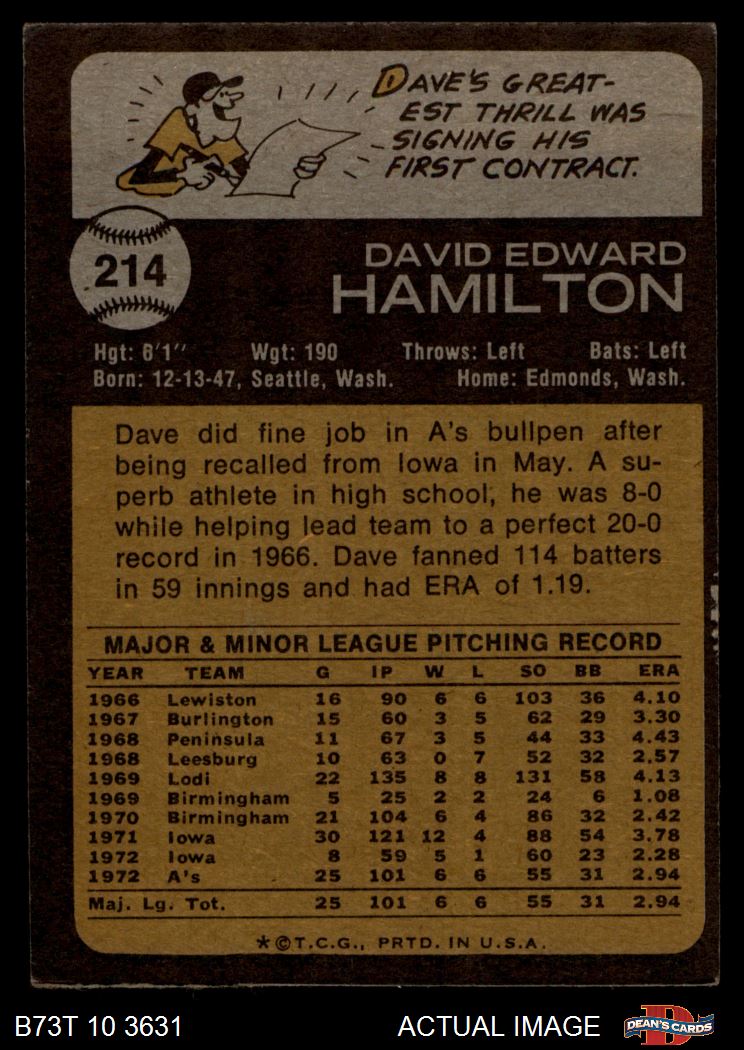 DAVE'S GREAT-
EST THRILL WAS
SIGNING HIS
FIRST CONTRACT.
214
DAVID EDWARD
HAMILTON
Hgt: 6'1" Wgt: 190 Throws: Left Bats: Left
Born: 12-13-47, Seattle, Wash. Home: Edmonds, Wash.
Dave did fine job in A's bullpen after
being recalled from Iowa in May. A su-
perb athlete in high school, he was 8-0
while helping lead team to a perfect 20-0
record in 1966. Dave fanned 114 batters
in 59 innings and had ERA of 1.19.
MAJOR & MINOR LEAGUE PITCHING RECORD
YEAR TEAM G IP W L SO BB ERA
1966 Lewiston 16 90 6 6 103 36 4.10
1967 Burlington 15 60 3 5 62 29 3.30
1968 Peninsula 11 67 3 5 44 33 4.43
1968 Leesburg 10 63 0 7 52 32 2.57
1969 Lodi 22 135 8 8 131 58 4.13
1969 Birmingham 5 25 2 2 24 6 1.08
1970 Birmingham 21 104 6 4 86 32 2.42
1971 Iowa 30 121 12 4 88 54 3.78
1972 Iowa 8 59 5 1 60 23 2.28
1972 A's 25 101 6 6 55 31 2.94
Maj. Lg. Tot. 25 101 6 6 55 31 2.94
*©T.C.G., PRTD. IN U.S.A.
B73T 10 3631 ACTUAL IMAGE DEAN'S CARDS